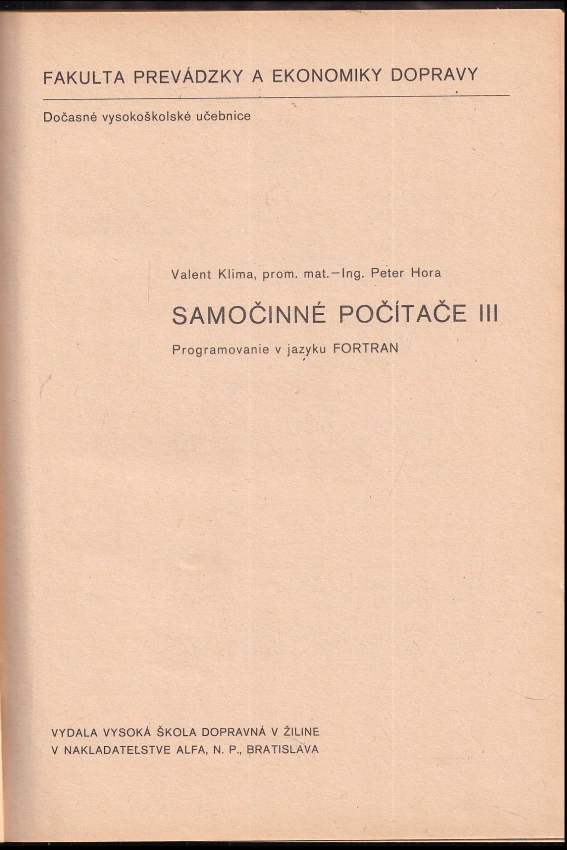 FAKULTA PREVÁDZKY A EKONOMIKY DOPRAVY
Dočasné vysokoškolské učebnice
Valent Klima, prom. mat.—Ing. Peter Hora
SAMOČINNÉ POČÍTAČE III
Programovanie v jazyku FORTRAN
VYDALA VYSOKÁ ŠKOLA DOPRAVNÁ V ŽILINE
V NAKLADATEĽSTVE ALFA, N. P., BRATISLAVA